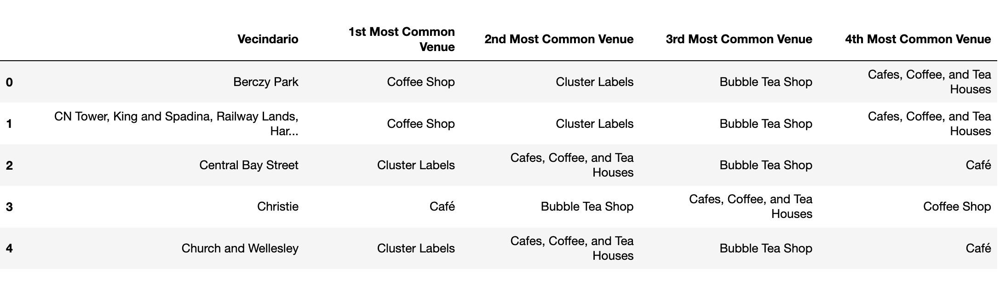 Vecindario 1st Most Common Venue 2nd Most Common Venue 3rd Most Common Venue 4th Most Common Venue
0 Berczy Park Coffee Shop Cluster Labels Bubble Tea Shop Cafes, Coffee, and Tea Houses
1 CN Tower, King and Spadina, Railway Lands, Har... Coffee Shop Cluster Labels Bubble Tea Shop Cafes, Coffee, and Tea Houses
2 Central Bay Street Cluster Labels Cafes, Coffee, and Tea Houses Bubble Tea Shop Café
3 Christie Café Bubble Tea Shop Cafes, Coffee, and Tea Houses Coffee Shop
4 Church and Wellesley Cluster Labels Cafes, Coffee, and Tea Houses Bubble Tea Shop Café